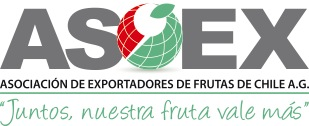 ASOEX
ASOCIACIÓN DE EXPORTADORES DE FRUTAS DE CHILE A.G.
"Juntos, nuestra fruta vale más"